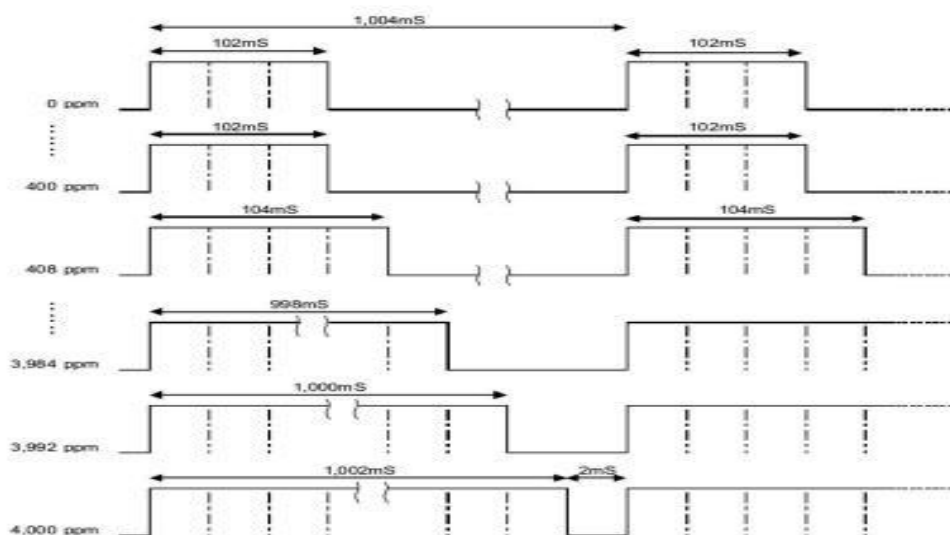 1,004mS
102mS 102mS
0 ppm
102mS 102mS
400 ppm
104mS 104mS
408 ppm
998mS
3,984 ppm
1,000mS
3,992 ppm
1,002mS 2mS
4,000 ppm